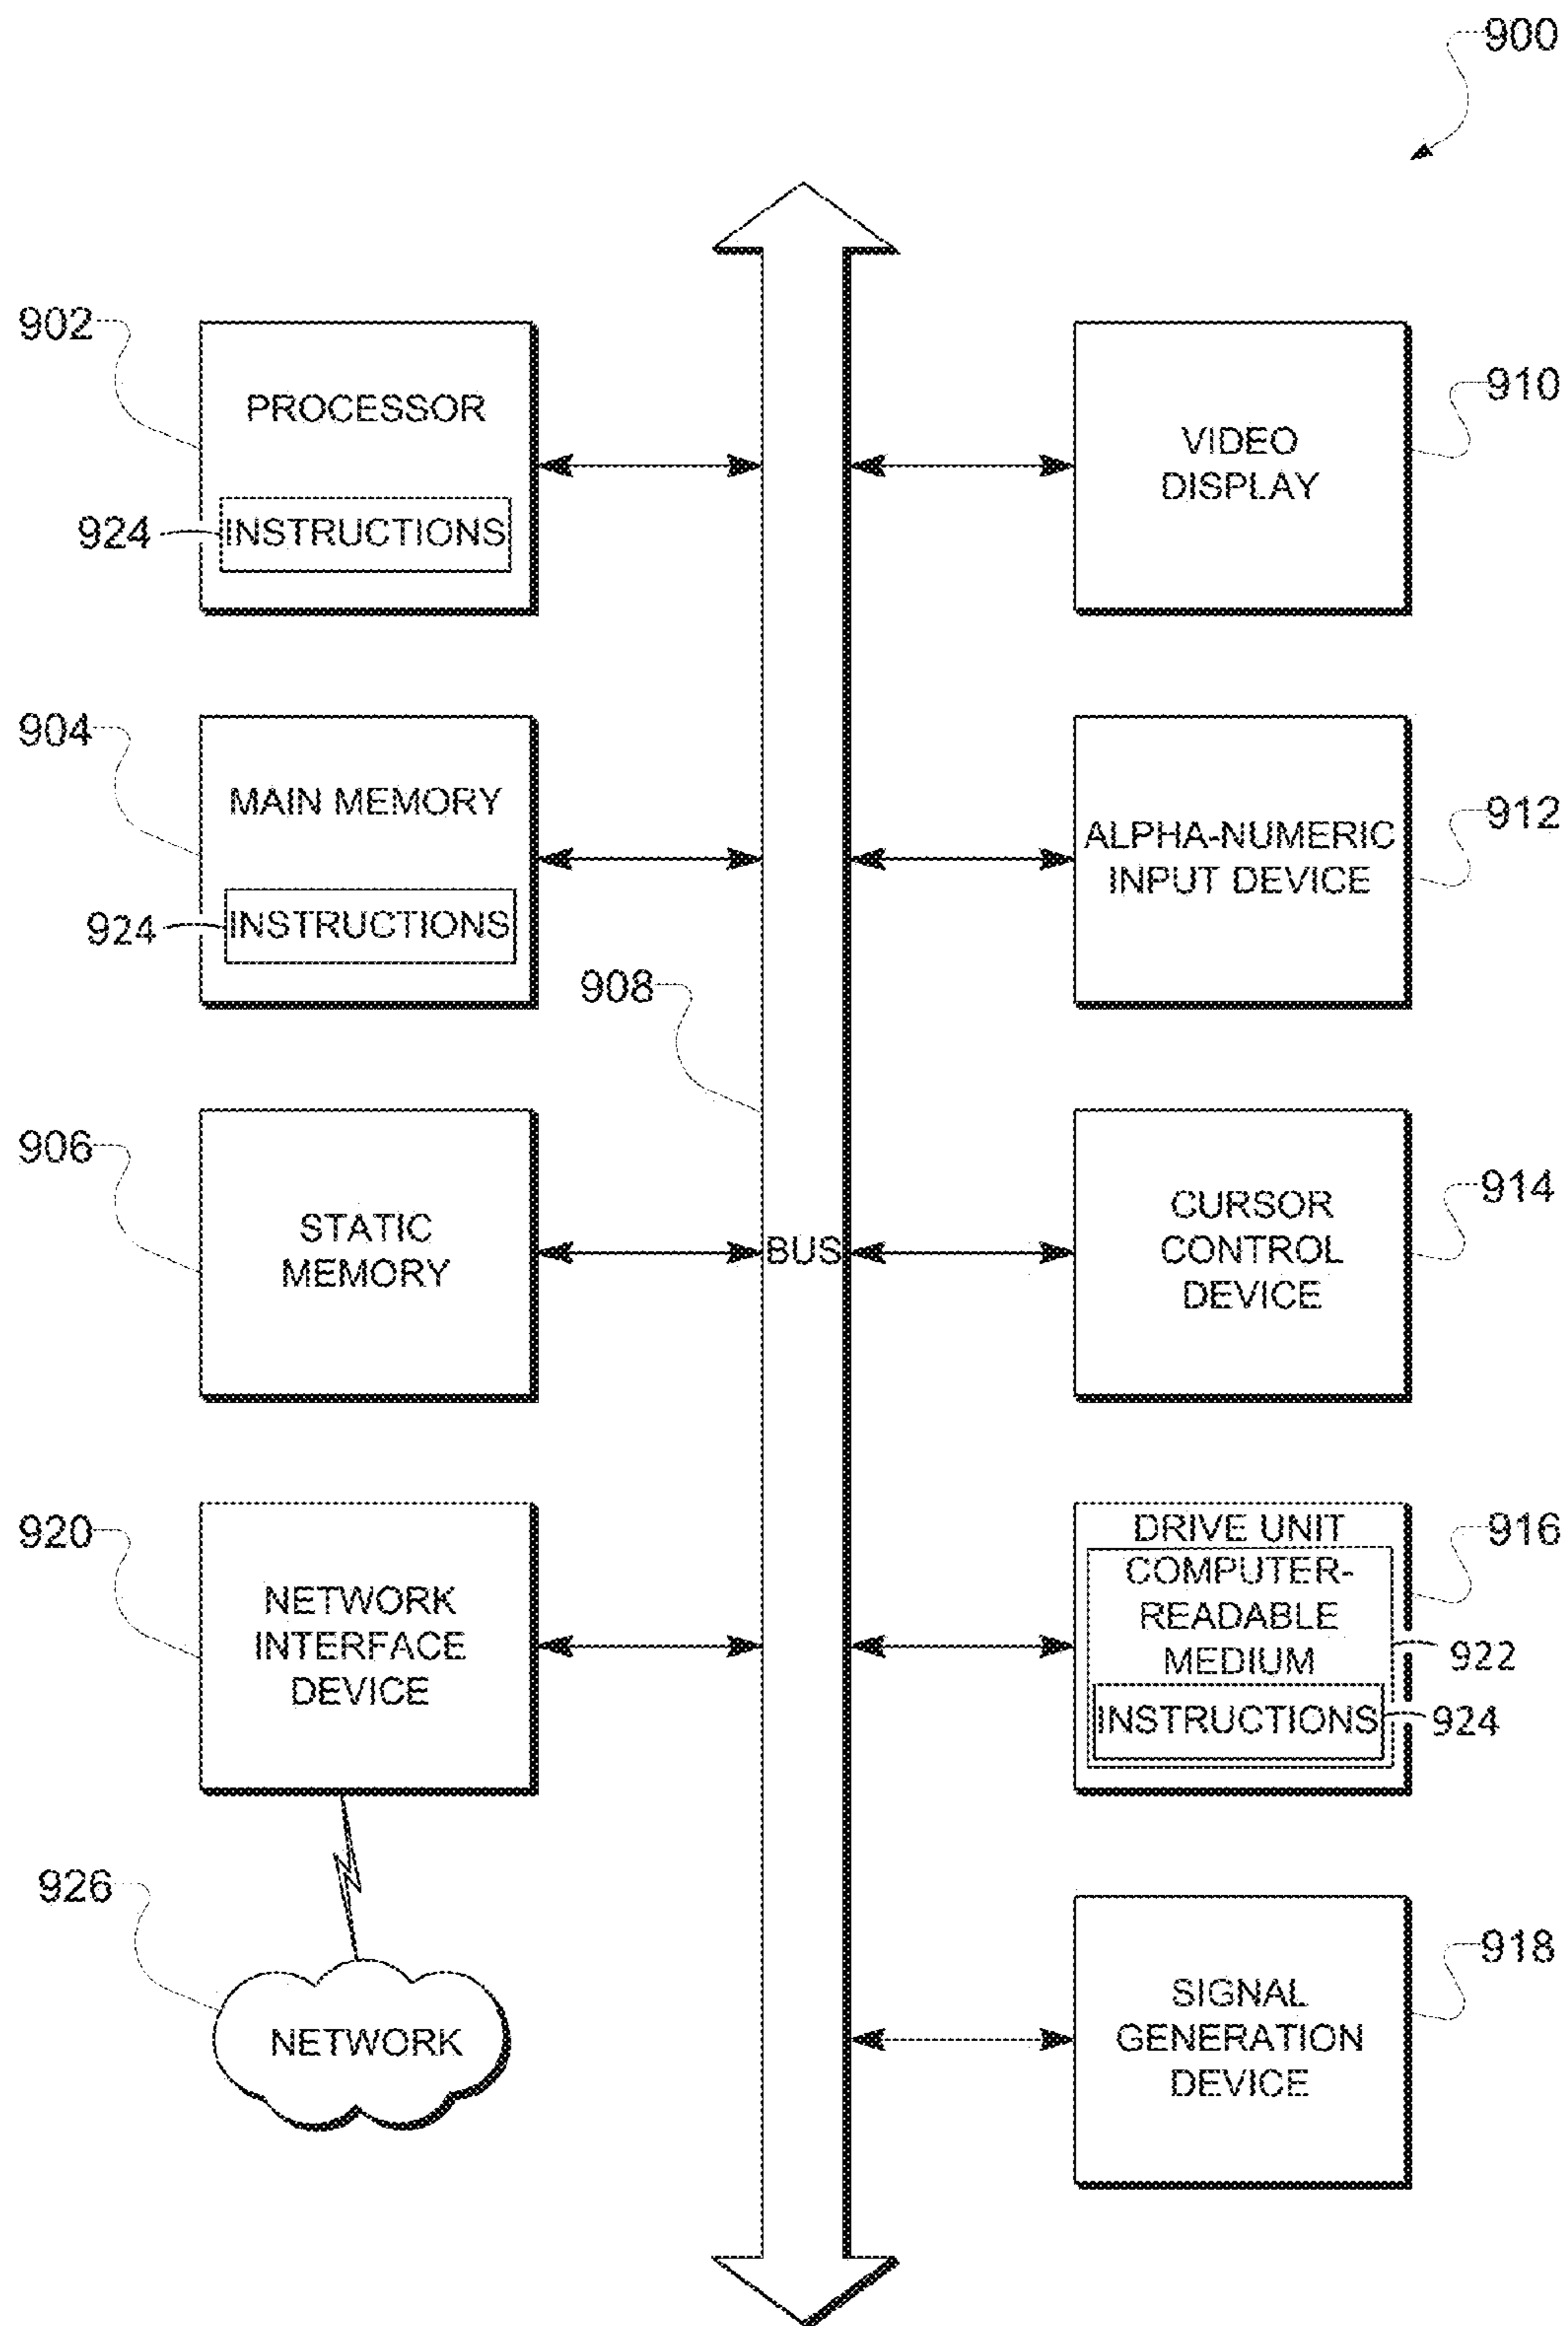 900
902
PROCESSOR
924
INSTRUCTIONS
910
VIDEO
DISPLAY
904
MAIN MEMORY
924
INSTRUCTIONS
912
ALPHA-NUMERIC
INPUT DEVICE
908
906
STATIC
MEMORY
BUS
914
CURSOR
CONTROL
DEVICE
920
NETWORK
INTERFACE
DEVICE
916
DRIVE UNIT
COMPUTER-
READABLE
MEDIUM
922
INSTRUCTIONS
924
926
NETWORK
918
SIGNAL
GENERATION
DEVICE